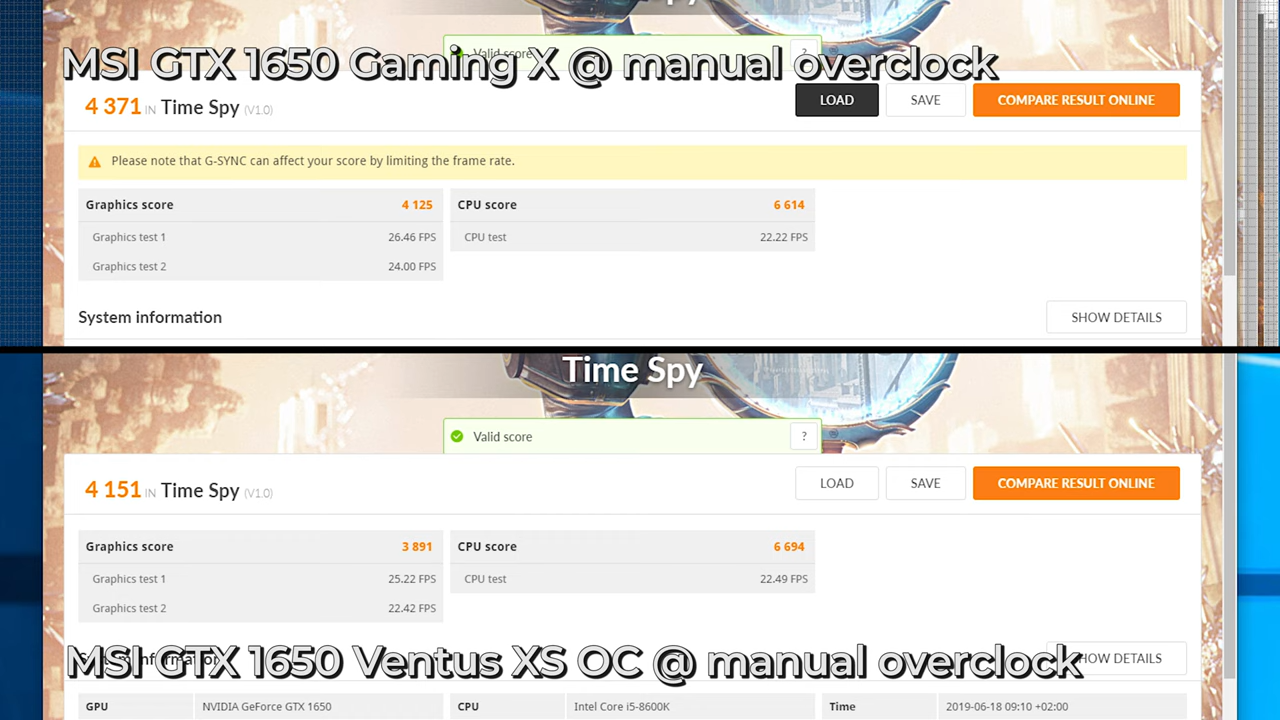 Valid score ?
MSI GTX 1650 Gaming X @ manual overclock
4 371 IN Time Spy (V1.0) LOAD SAVE COMPARE RESULT ONLINE
Please note that G-SYNC can affect your score by limiting the frame rate.
Graphics score 4 125 CPU score 6 614
Graphics test 1 26.46 FPS CPU test 22.22 FPS
Graphics test 2 24.00 FPS
System information SHOW DETAILS
Time Spy
Valid score ?
4 151 IN Time Spy (V1.0) LOAD SAVE COMPARE RESULT ONLINE
Graphics score 3 891 CPU score 6 694
Graphics test 1 25.22 FPS CPU test 22.49 FPS
Graphics test 2 22.42 FPS
MSI GTX 1650 Ventus XS OC @ manual overclock
GPU NVIDIA GeForce GTX 1650 CPU Intel Core i5-8600K Time 2019-06-18 09:10 +02:00